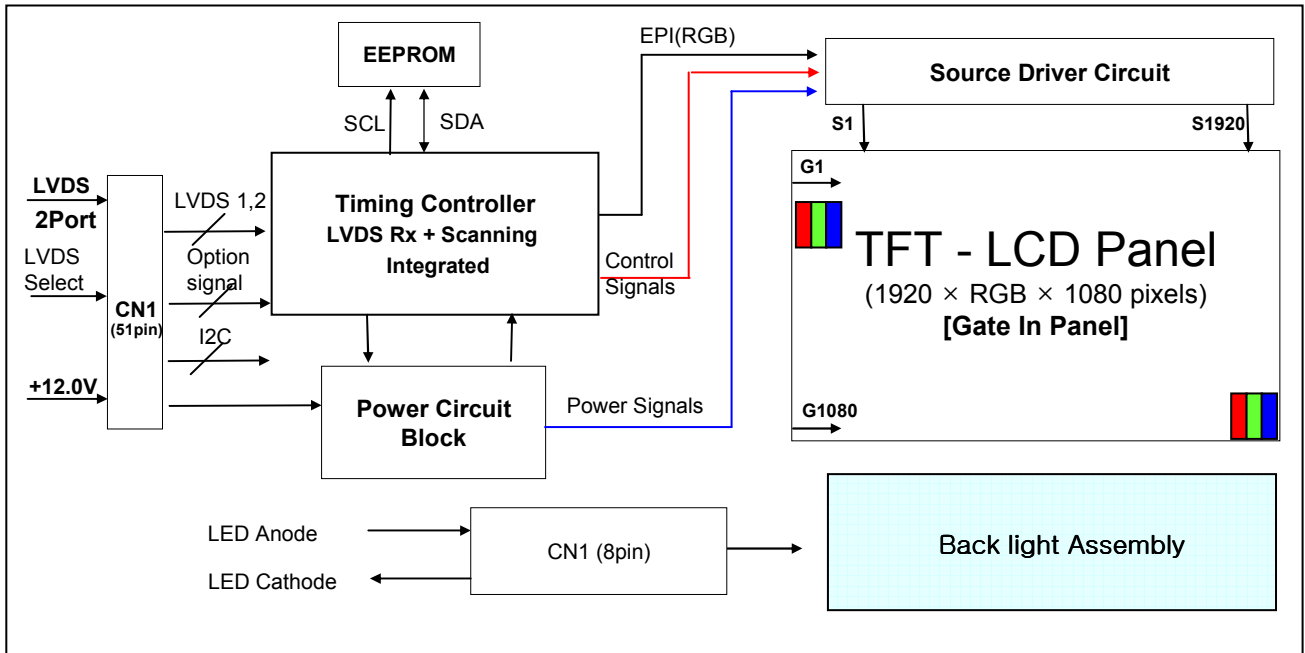 EEPROM
SCL
SDA
EPI(RGB)
Source Driver Circuit
S1
S1920
LVDS
2Port
LVDS
Select
+12.0V
CN1
(51pin)
LVDS 1,2
Option
signal
I2C
Timing Controller
LVDS Rx + Scanning
Integrated
Control
Signals
Power Circuit
Block
Power Signals
G1
TFT - LCD Panel
(1920 × RGB × 1080 pixels)
[Gate In Panel]
G1080
LED Anode
LED Cathode
CN1 (8pin)
Back light Assembly